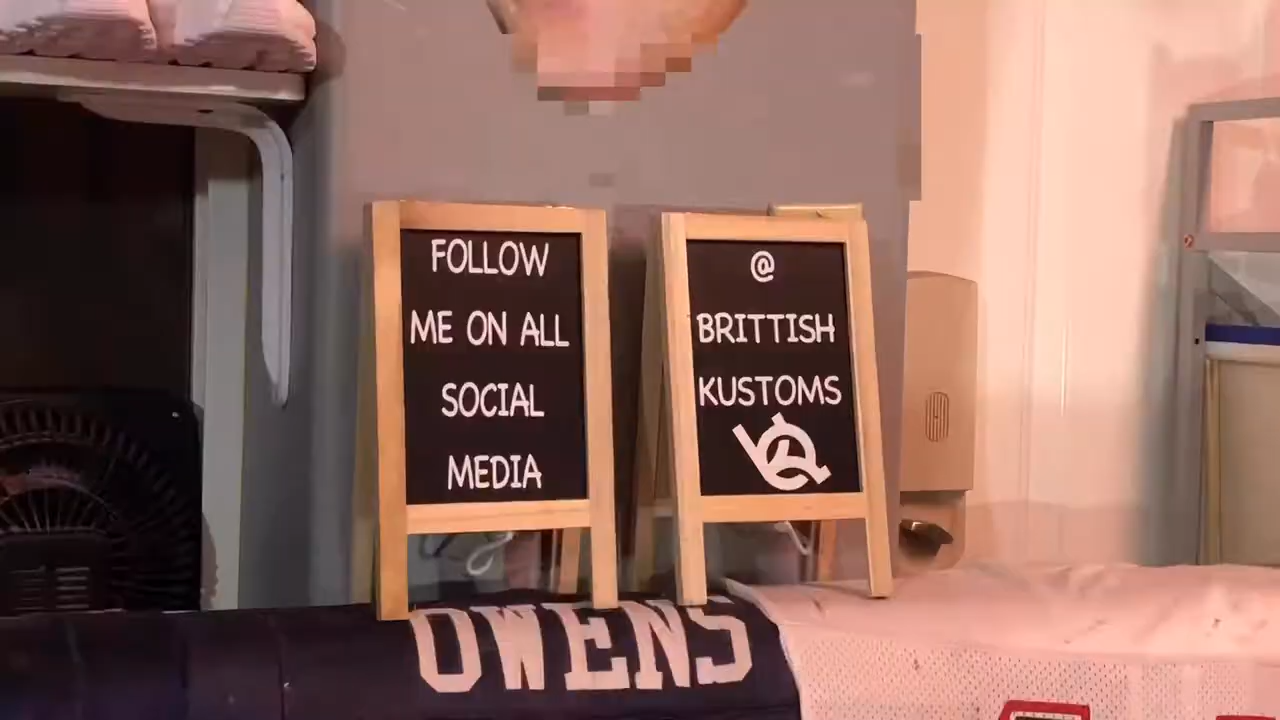 FOLLOW
ME ON ALL
SOCIAL
MEDIA
@
BRITTISH
KUSTOMS
OWENS